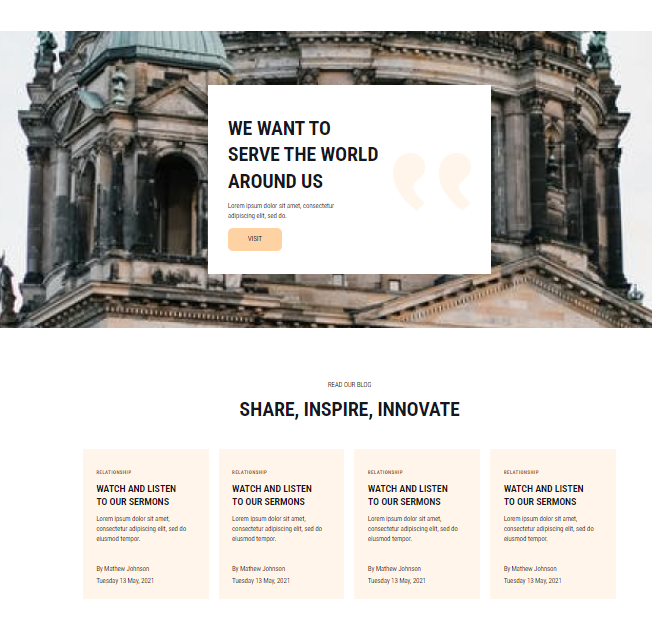 WE WANT TO
SERVE THE WORLD
AROUND US
Lorem ipsum dolor sit amet, consectetur
adipiscing elit, sed do.
VISIT
READ OUR BLOG
SHARE, INSPIRE, INNOVATE
RELATIONSHIP
WATCH AND LISTEN
TO OUR SERMONS
Lorem ipsum dolor sit amet,
consectetur adipiscing elit, sed do
eiusmod tempor.
By Mathew Johnson
Tuesday 13 May, 2021
RELATIONSHIP
WATCH AND LISTEN
TO OUR SERMONS
Lorem ipsum dolor sit amet,
consectetur adipiscing elit, sed do
eiusmod tempor.
By Mathew Johnson
Tuesday 13 May, 2021
RELATIONSHIP
WATCH AND LISTEN
TO OUR SERMONS
Lorem ipsum dolor sit amet,
consectetur adipiscing elit, sed do
eiusmod tempor.
By Mathew Johnson
Tuesday 13 May, 2021
RELATIONSHIP
WATCH AND LISTEN
TO OUR SERMONS
Lorem ipsum dolor sit amet,
consectetur adipiscing elit, sed do
eiusmod tempor.
By Mathew Johnson
Tuesday 13 May, 2021